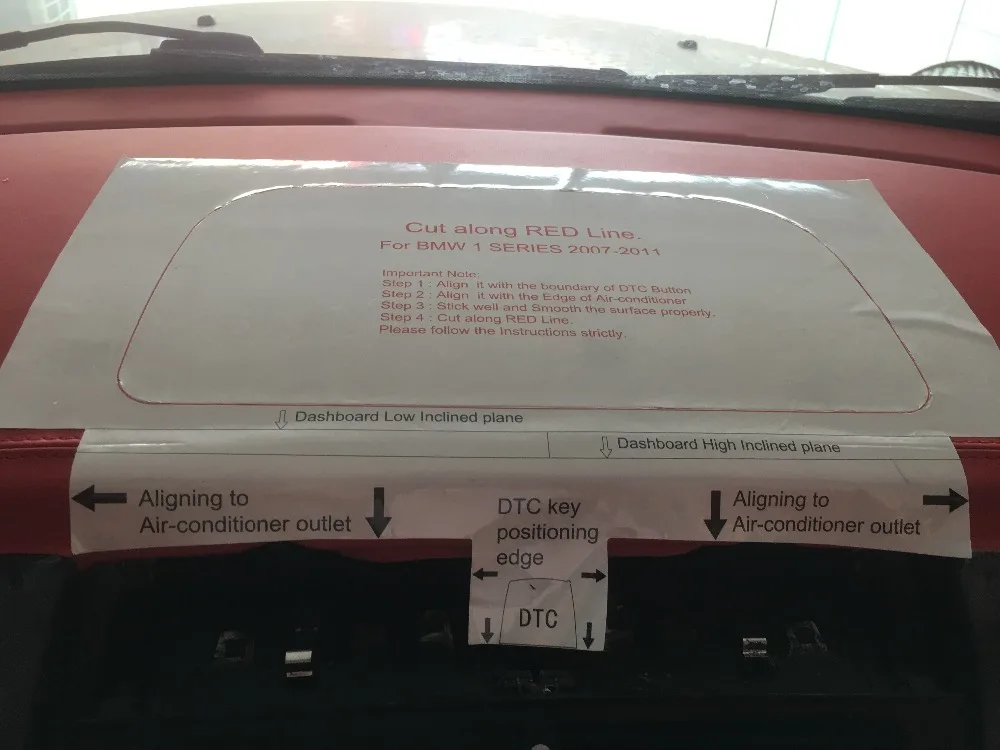 Cut along RED Line.
For BMW 1 SERIES 2007-2011
Important Note:
Step 1 : Align it with the boundary of DTC Button
Step 2 : Align it with the Edge of Air-conditioner
Step 3 : Stick well and Smooth the surface properly.
Step 4 : Cut along RED Line.
Please follow the Instructions strictly.
Dashboard Low Inclined plane
Dashboard High Inclined plane
Aligning to
Air-conditioner outlet
DTC key
positioning
edge
DTC
Aligning to
Air-conditioner outlet